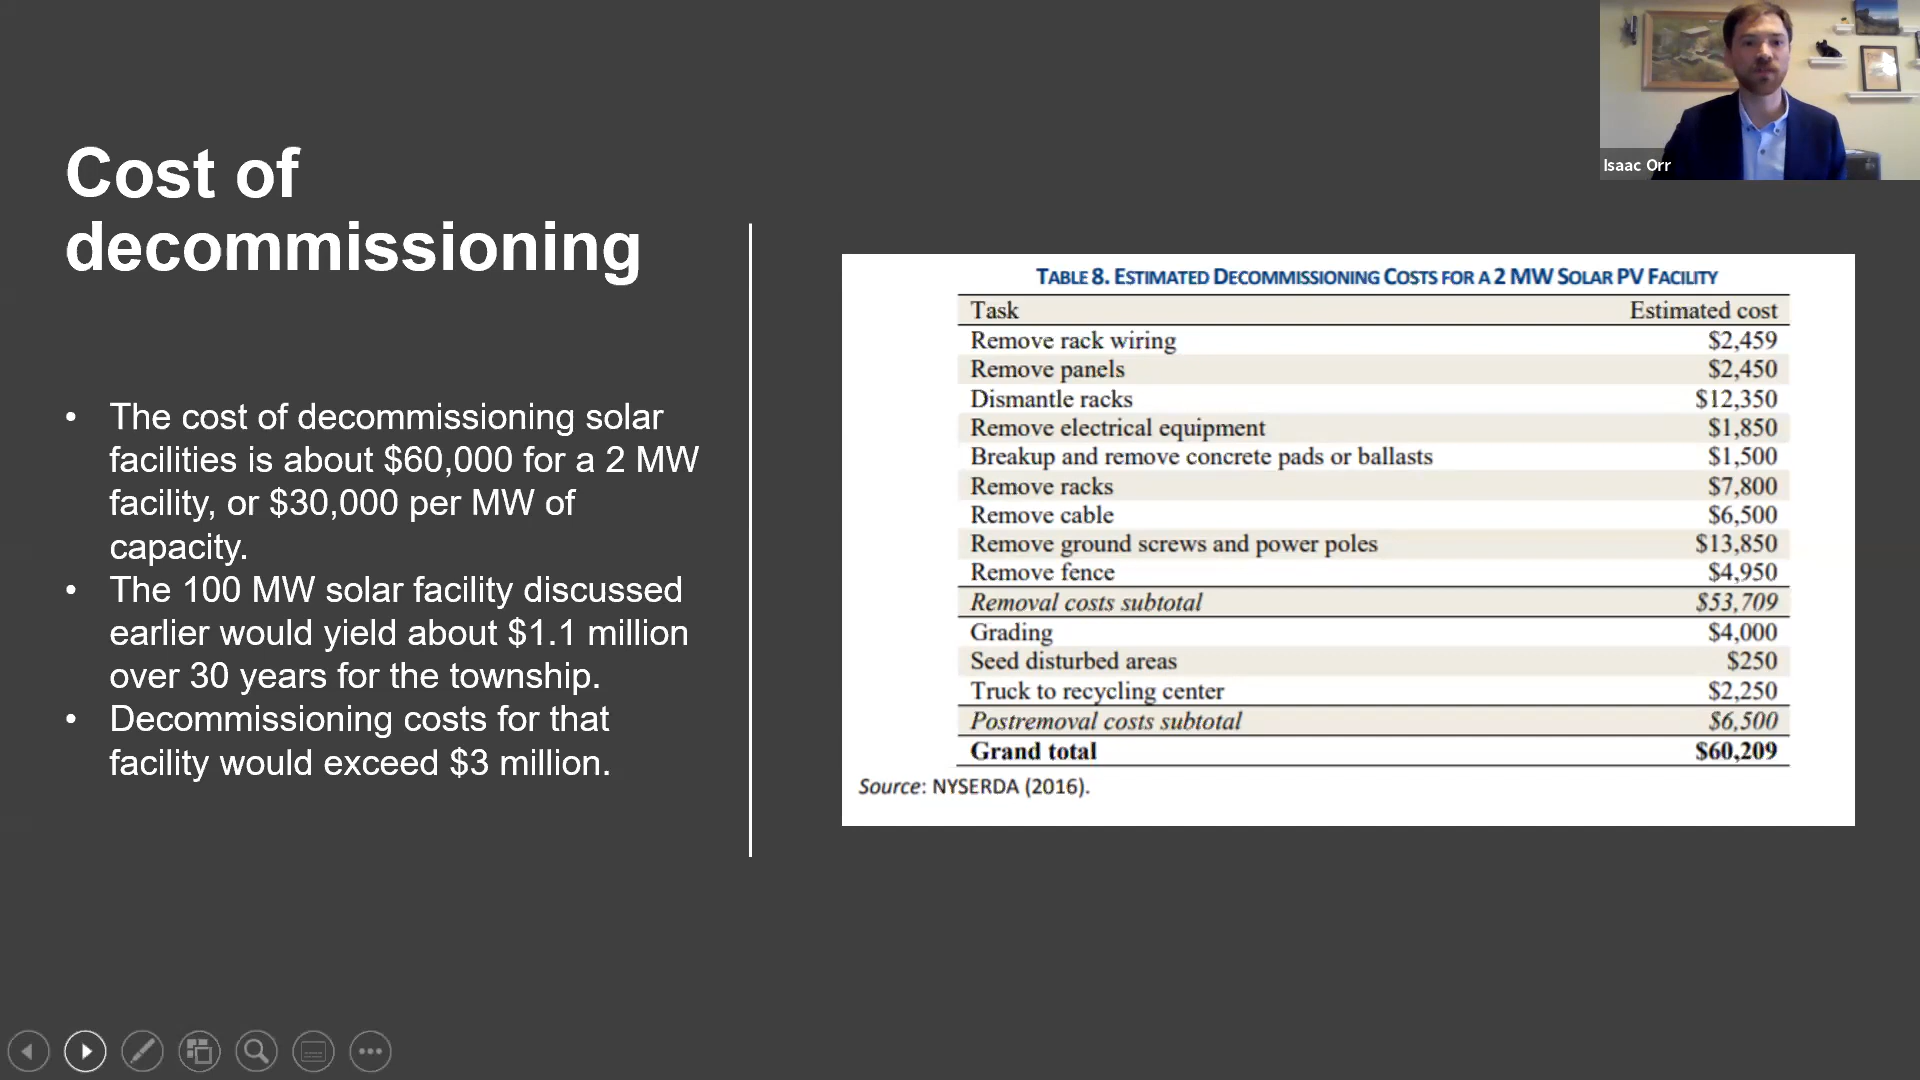 Cost of
decommissioning
• The cost of decommissioning solar
facilities is about $60,000 for a 2 MW
facility, or $30,000 per MW of
capacity.
• The 100 MW solar facility discussed
earlier would yield about $1.1 million
over 30 years for the township.
• Decommissioning costs for that
facility would exceed $3 million.
Isaac Orr
TABLE 8. ESTIMATED DECOMMISSIONING COSTS FOR A 2 MW SOLAR PV FACILITY
Task Estimated cost
Remove rack wiring $2,459
Remove panels $2,450
Dismantle racks $12,350
Remove electrical equipment $1,850
Breakup and remove concrete pads or ballasts $1,500
Remove racks $7,800
Remove cable $6,500
Remove ground screws and power poles $13,850
Remove fence $4,950
Removal costs subtotal $53,709
Grading $4,000
Seed disturbed areas $250
Truck to recycling center $2,250
Postremoval costs subtotal $6,500
Grand total $60,209
Source: NYSERDA (2016).